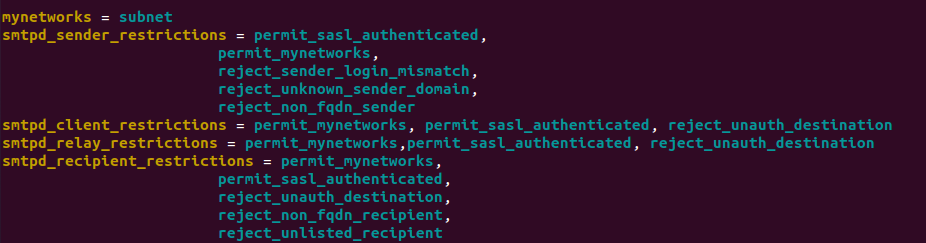 mynetworks = subnet
smtpd_sender_restrictions = permit_sasl_authenticated,
permit_mynetworks,
reject_sender_login_mismatch,
reject_unknown_sender_domain,
reject_non_fqdn_sender
smtpd_client_restrictions = permit_mynetworks, permit_sasl_authenticated, reject_unauth_destination
smtpd_relay_restrictions = permit_mynetworks,permit_sasl_authenticated, reject_unauth_destination
smtpd_recipient_restrictions = permit_mynetworks,
permit_sasl_authenticated,
reject_unauth_destination,
reject_non_fqdn_recipient,
reject_unlisted_recipient